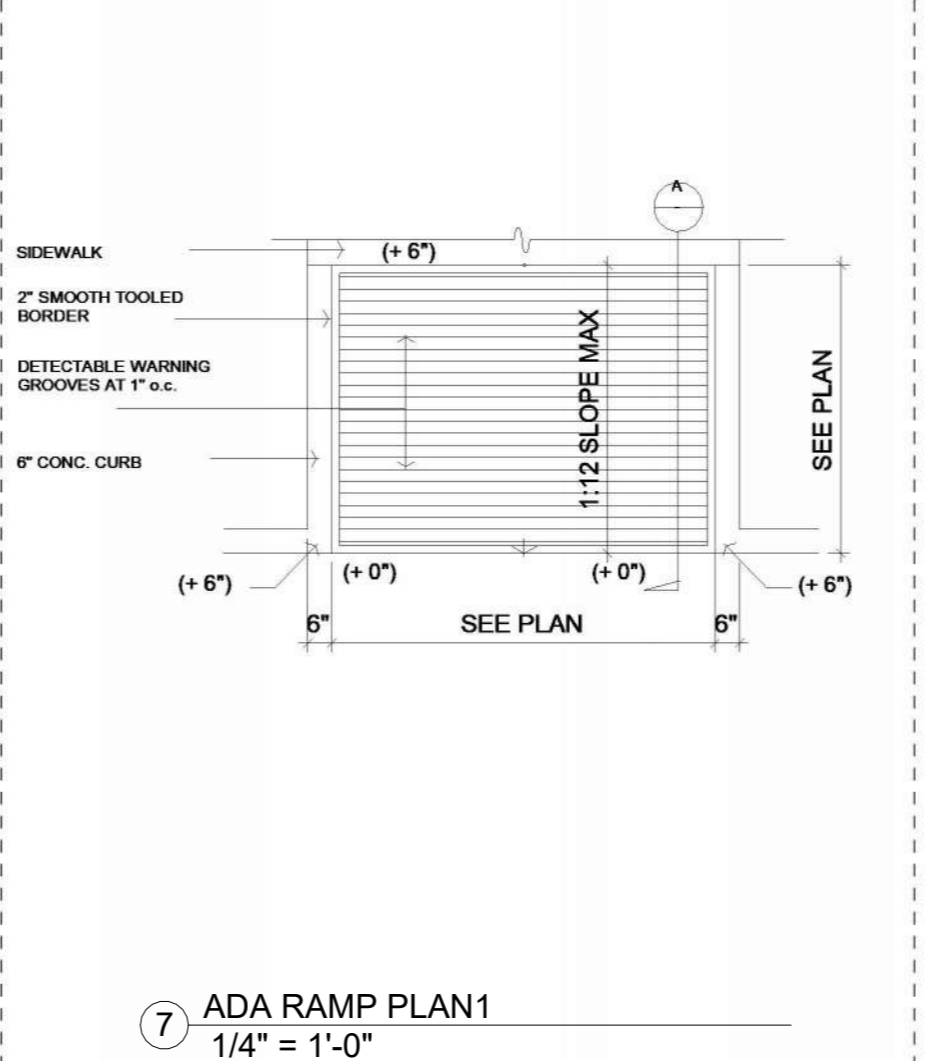 A
-
SIDEWALK
(+ 6")
2" SMOOTH TOOLED
BORDER
DETECTABLE WARNING
GROOVES AT 1" o.c.
6" CONC. CURB
1:12 SLOPE MAX
SEE PLAN
(+ 6")
(+ 0")
(+ 0")
(+ 6")
6"
SEE PLAN
6"
7
ADA RAMP PLAN1
1/4" = 1'-0"